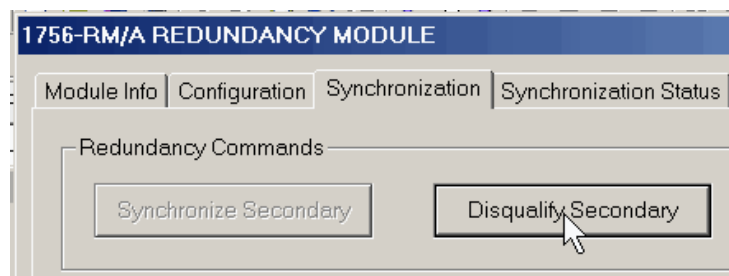 1756-RM/A REDUNDANCY MODULE
Module Info Configuration Synchronization Synchronization Status
Redundancy Commands
Synchronize Secondary Disqualify Secondary